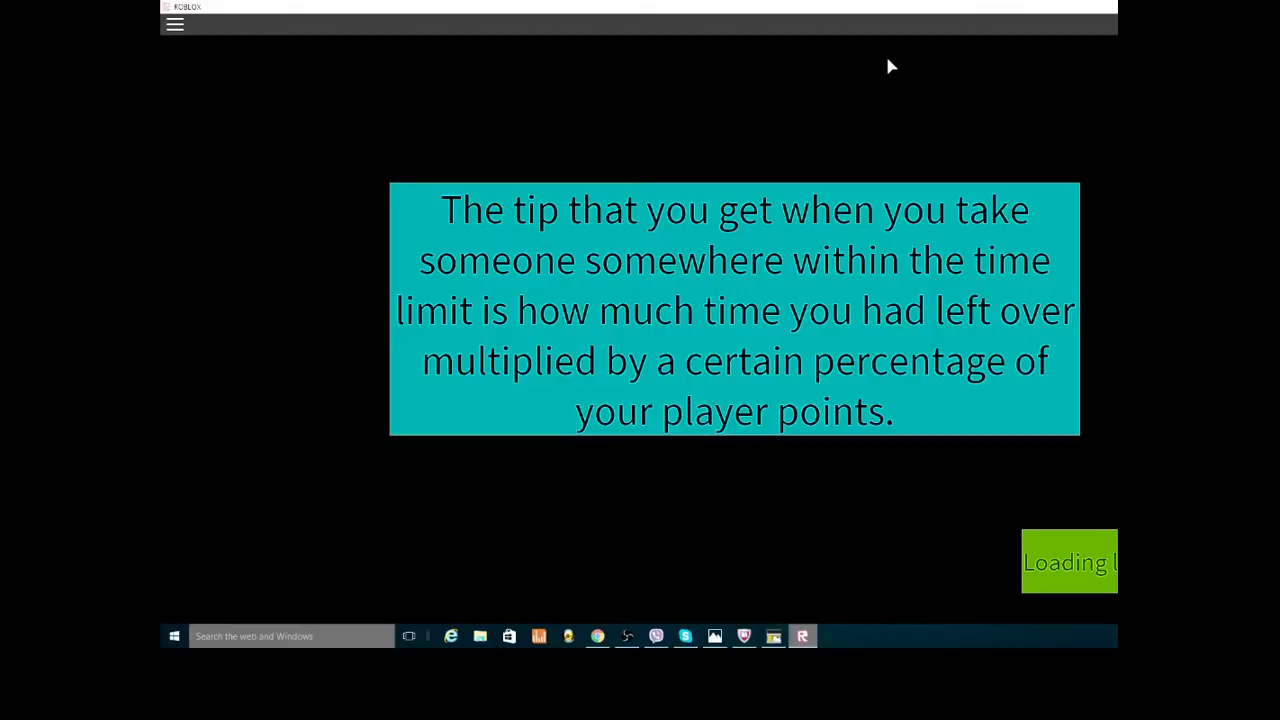 ROBLOX
The tip that you get when you take
someone somewhere within the time
limit is how much time you had left over
multiplied by a certain percentage of
your player points.
Loading l
Search the web and Windows